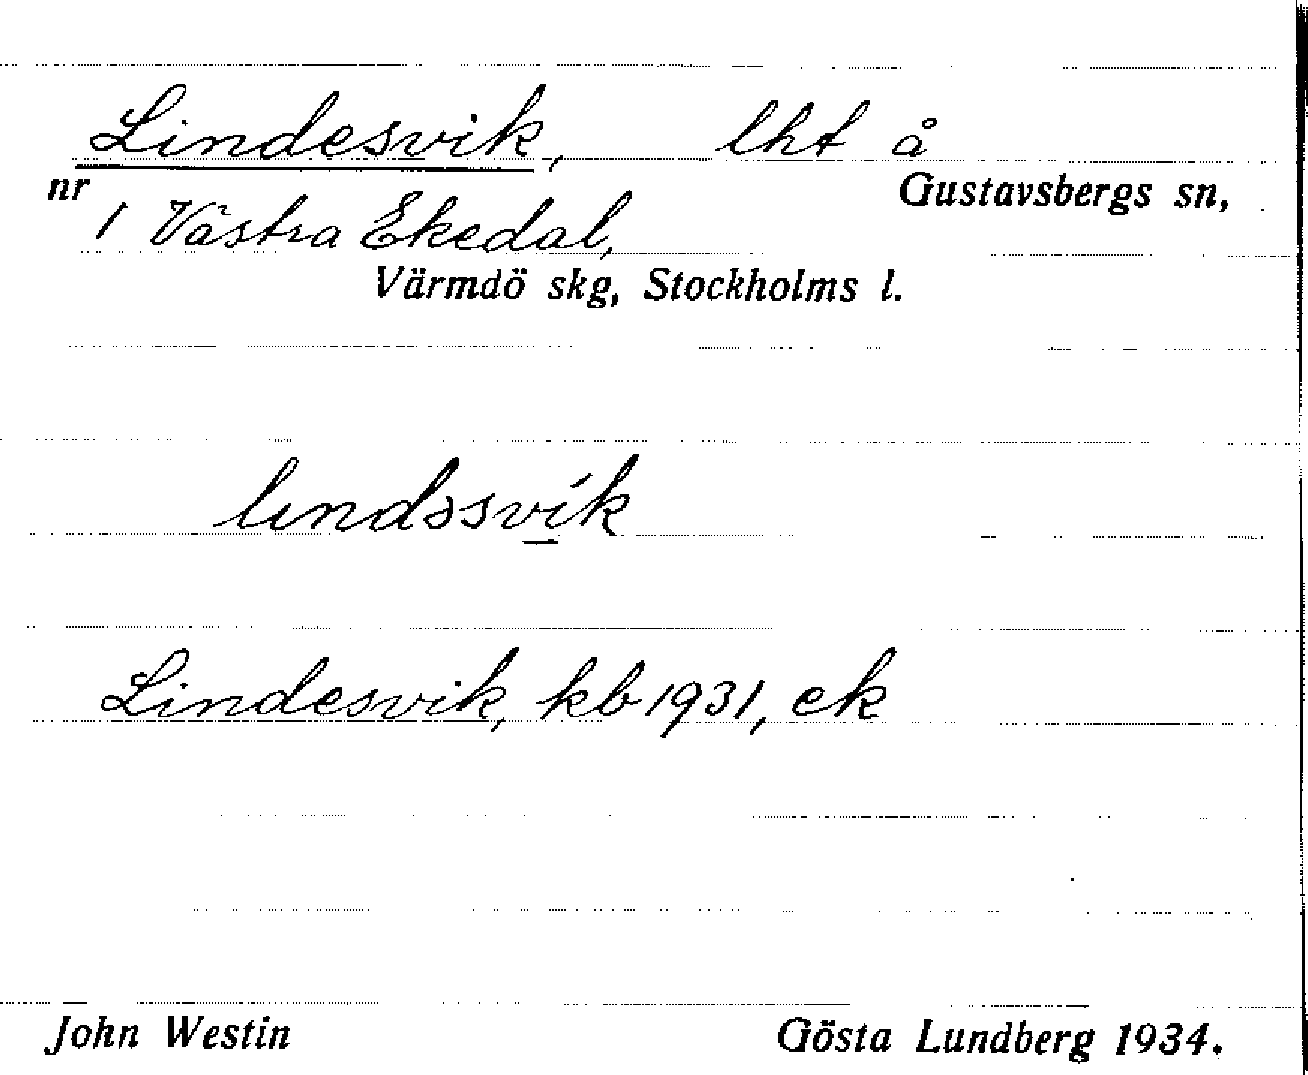 Lindesvik, lht å
nr Gustavsbergs sn,
1 Västra Ekedal,
Värmdö skg, Stockholms l.
lındəsvík
Lindesvik, kb 1931, ek
John Westin Gösta Lundberg 1934.